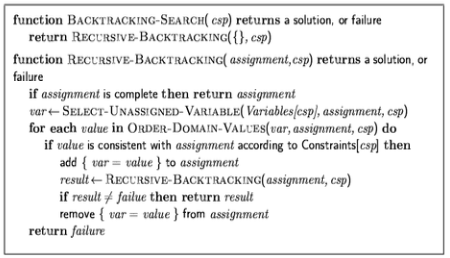 function BACKTRACKING-SEARCH( csp) returns a solution, or failure
return RECURSIVE-BACKTRACKING({}, csp)
function RECURSIVE-BACKTRACKING( assignment,csp) returns a solution, or
failure
if assignment is complete then return assignment
var ← SELECT-UNASSIGNED-VARIABLE(Variables[csp], assignment, csp)
for each value in ORDER-DOMAIN-VALUES(var, assignment, csp) do
if value is consistent with assignment according to Constraints[csp] then
add { var = value } to assignment
result ← RECURSIVE-BACKTRACKING(assignment, csp)
if result ≠ failue then return result
remove { var = value } from assignment
return failure